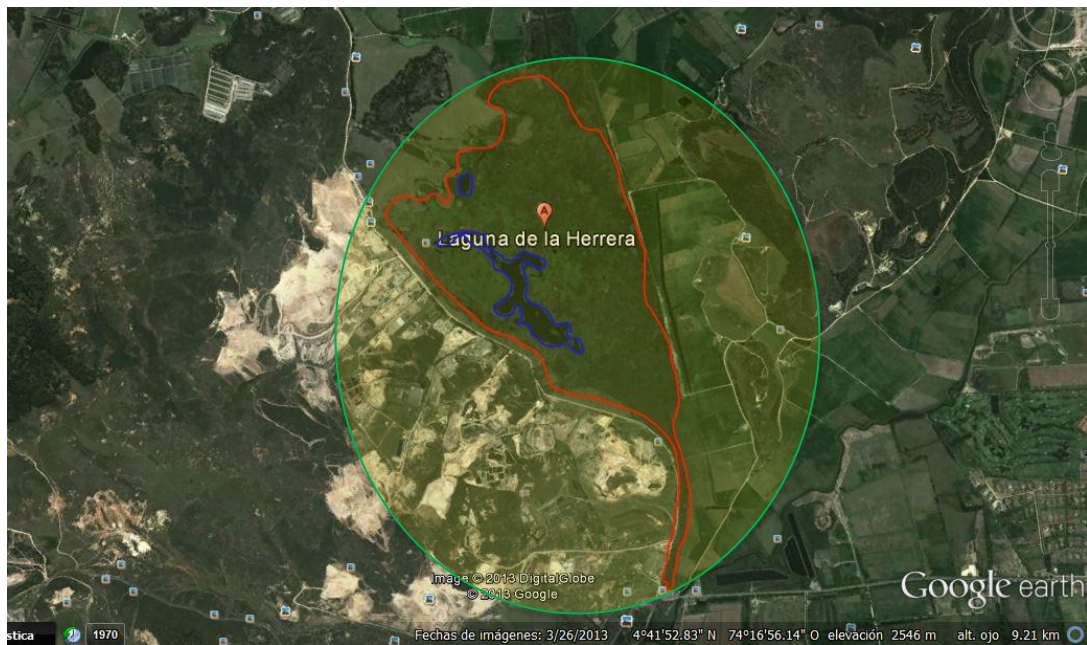 A
Laguna de la Herrera
Image © 2013 DigitalGlobe
© 2013 Google
Google earth
stica
1970
Fechas de imágenes: 3/26/2013 4°41'52.83" N 74°16'56.14" O elevación 2546 m alt. ojo 9.21 km